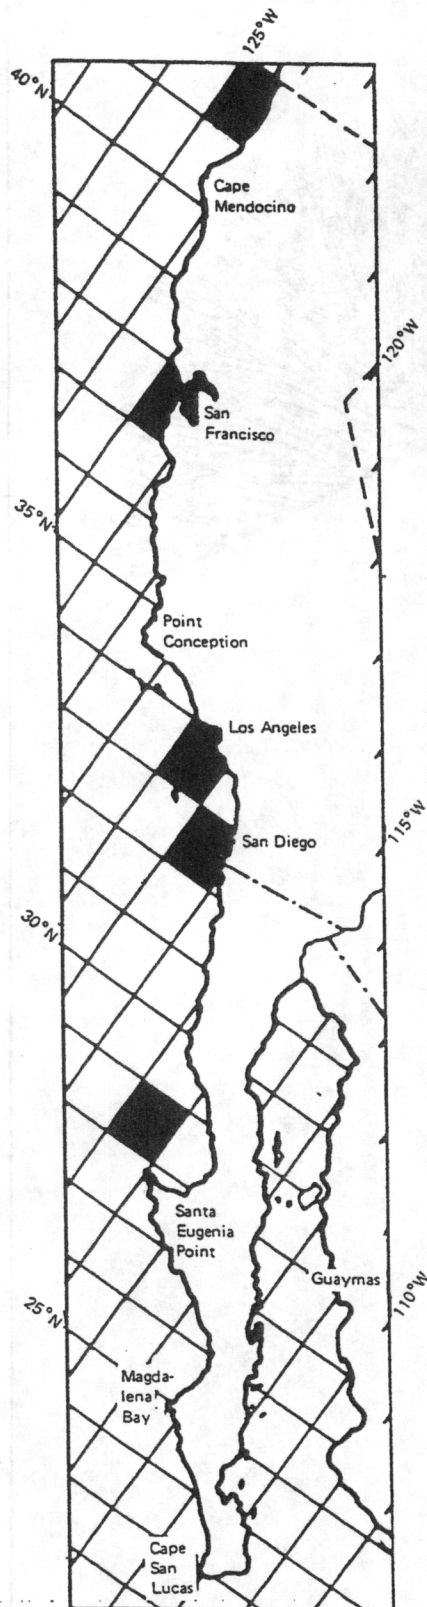 125°W
40°N
Cape
Mendocino
120°W
San
Francisco
35°N
Point
Conception
Los Angeles
115°W
San Diego
30°N
Santa
Eugenia
Point
Guaymas
110°W
25°N
Magda-
lena
Bay
Cape
San
Lucas